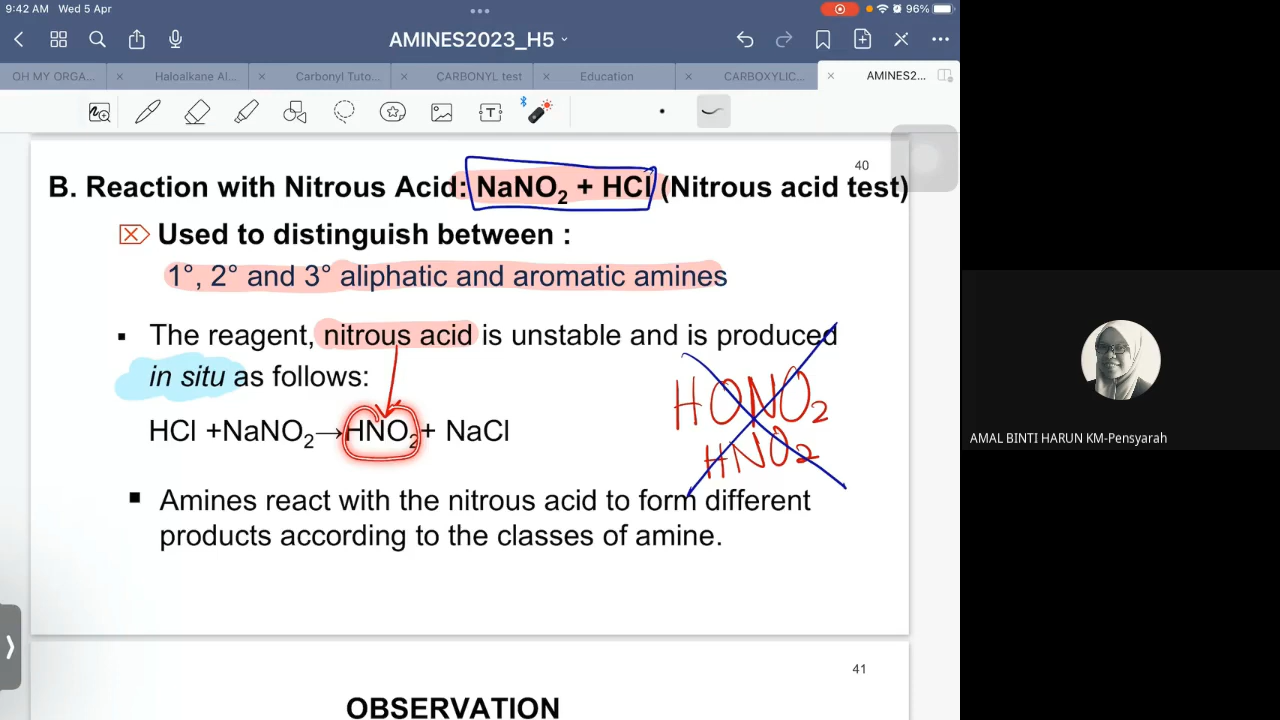 9:42 AM Wed 5 Apr
96%
AMINES2023_H5
OH MY ORGA...
Haloalkane Al...
Carbonyl Tuto...
CARBONYL test
Education
CARBOXYLIC...
AMINES2...
40
B. Reaction with Nitrous Acid: NaNO₂ + HCl (Nitrous acid test)
Used to distinguish between :
1°, 2° and 3° aliphatic and aromatic amines
▪ The reagent, nitrous acid is unstable and is produced
in situ as follows:
HCl +NaNO₂→HNO₂+ NaCl
HONO₂
HNO₂
▪ Amines react with the nitrous acid to form different
products according to the classes of amine.
41
OBSERVATION
AMAL BINTI HARUN KM-Pensyarah